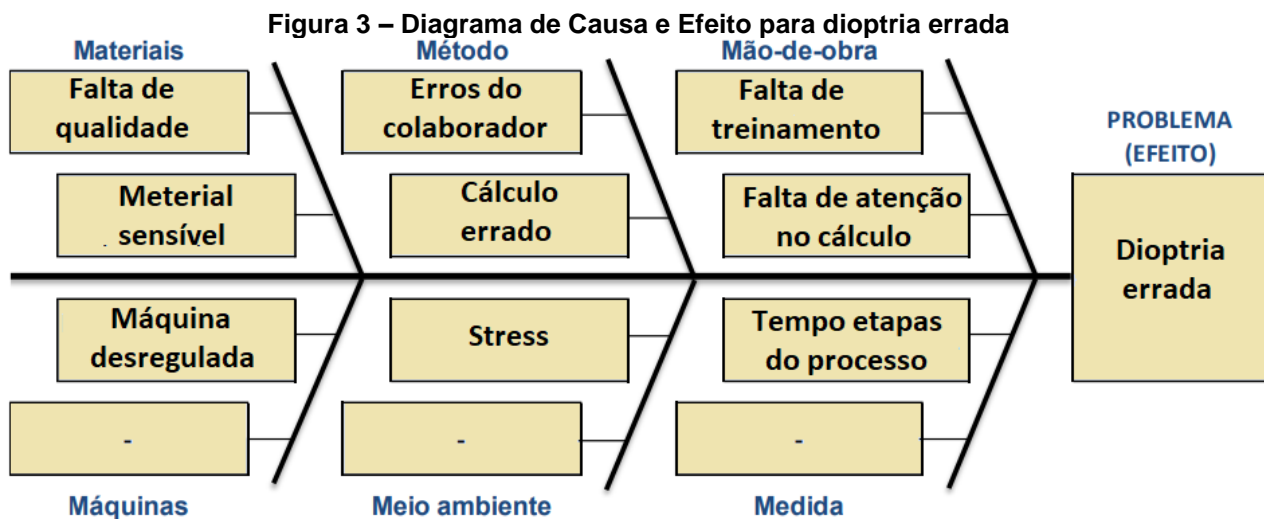 Figura 3 – Diagrama de Causa e Efeito para dioptria errada
Materiais
Método
Mão-de-obra
Falta de
qualidade
Erros do
colaborador
Falta de
treinamento
PROBLEMA
(EFEITO)
Meterial
sensível
Cálculo
errado
Falta de atenção
no cálculo
Dioptria
errada
Máquina
desregulada
Stress
Tempo etapas
do processo
-
-
-
Máquinas
Meio ambiente
Medida